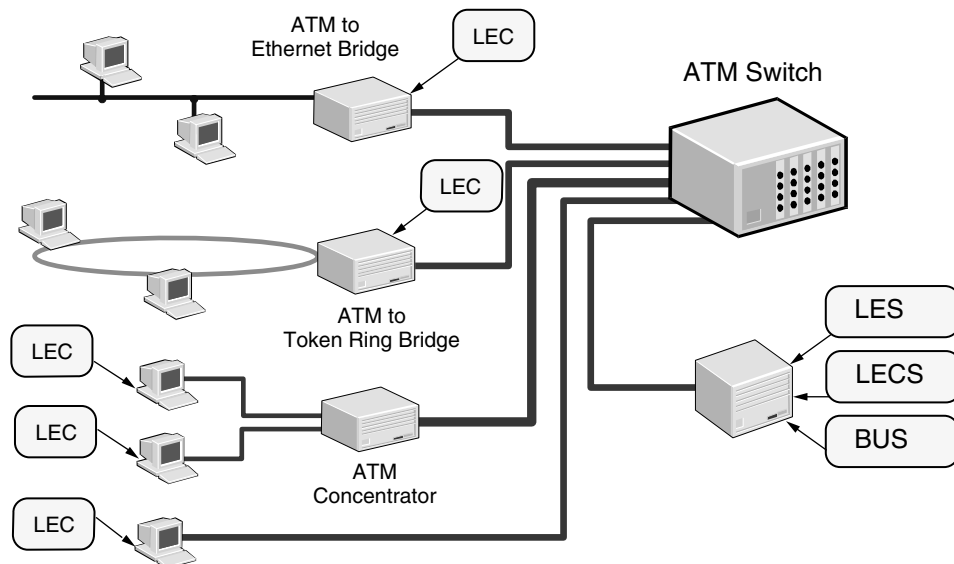 ATM to
Ethernet Bridge
LEC
ATM Switch
LEC
ATM to
Token Ring Bridge
LES
LECS
BUS
LEC
LEC
ATM
Concentrator
LEC